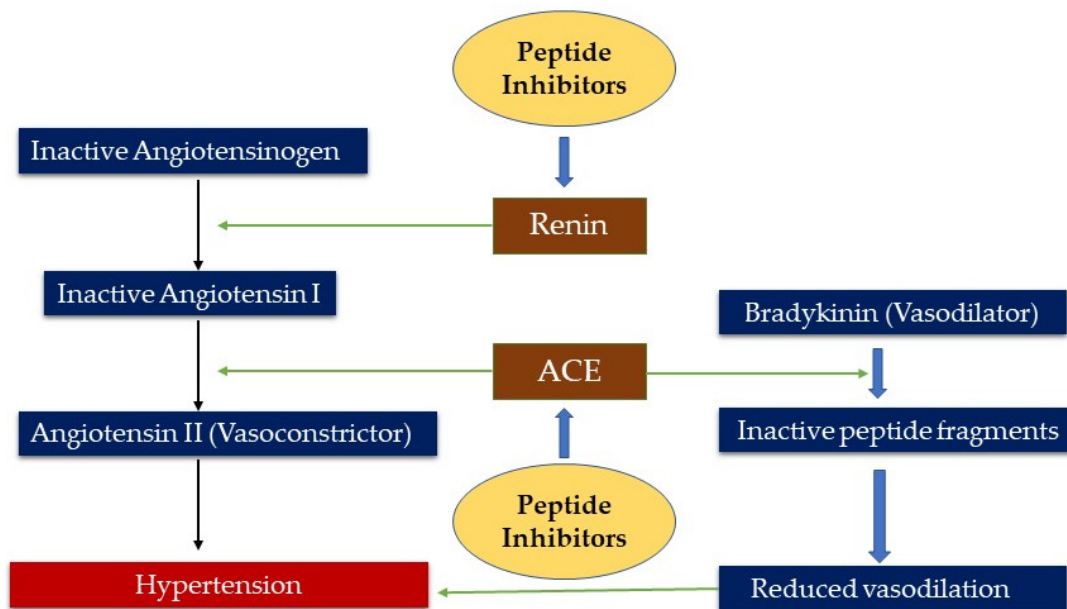 Peptide
Inhibitors
Inactive Angiotensinogen
Renin
Inactive Angiotensin I
Bradykinin (Vasodilator)
ACE
Angiotensin II (Vasoconstrictor)
Inactive peptide fragments
Peptide
Inhibitors
Hypertension
Reduced vasodilation